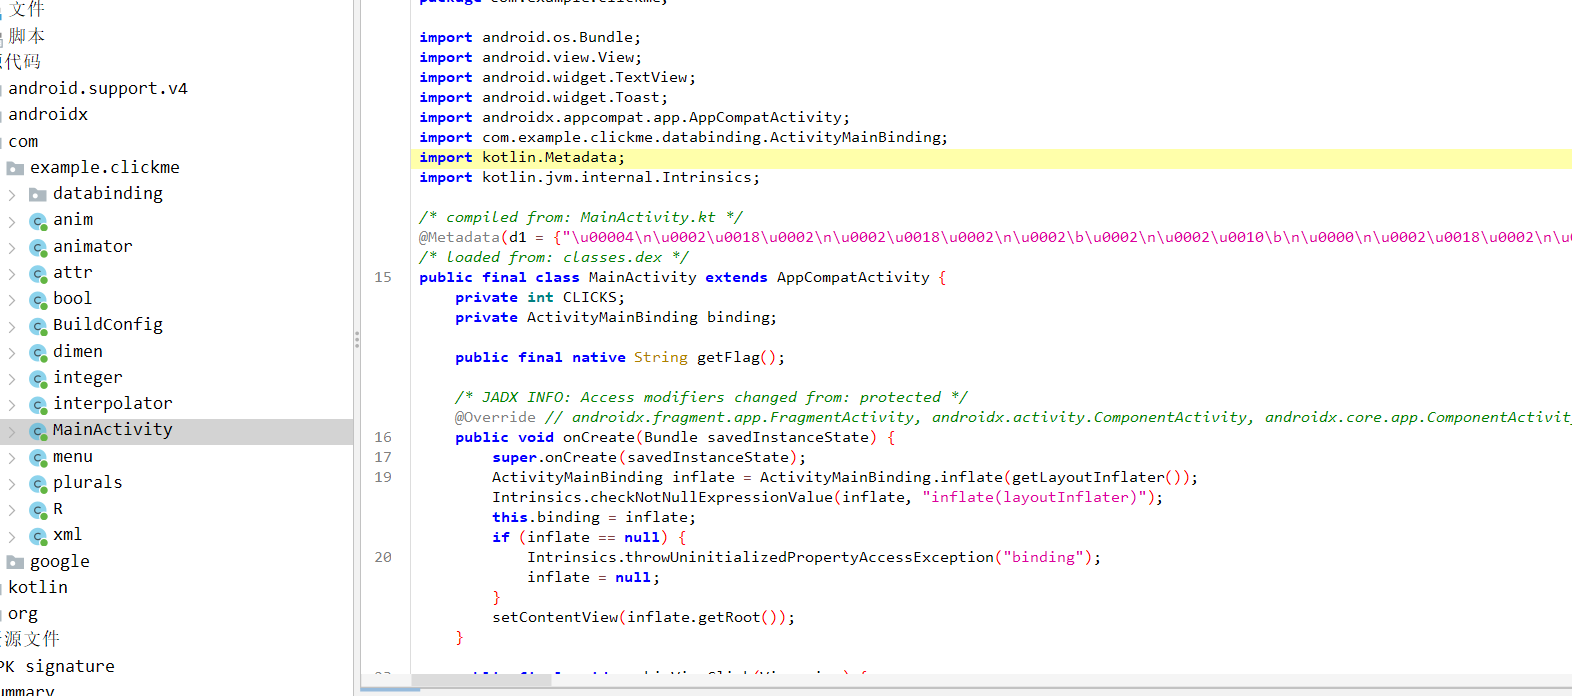 文件
脚本
代码
android.support.v4
androidx
com
example.clickme
databinding
anim
animator
attr
bool
BuildConfig
dimen
integer
interpolator
MainActivity
menu
plurals
R
xml
google
kotlin
org
源文件
PK signature
ummary
package com.example.clickme;
import android.os.Bundle;
import android.view.View;
import android.widget.TextView;
import android.widget.Toast;
import androidx.appcompat.app.AppCompatActivity;
import com.example.clickme.databinding.ActivityMainBinding;
import kotlin.Metadata;
import kotlin.jvm.internal.Intrinsics;
/* compiled from: MainActivity.kt */
@Metadata(d1 = {"\u00004\n\u0002\u0018\u0002\n\u0002\u0018\u0002\n\u0002\b\u0002\n\u0002\u0010\b\n\u0000\n\u0002\u0018\u0002\n\u0
/* loaded from: classes.dex */
15 public final class MainActivity extends AppCompatActivity {
private int CLICKS;
private ActivityMainBinding binding;
public final native String getFlag();
/* JADX INFO: Access modifiers changed from: protected */
@Override // androidx.fragment.app.FragmentActivity, androidx.activity.ComponentActivity, androidx.core.app.ComponentActivity
16 public void onCreate(Bundle savedInstanceState) {
17 super.onCreate(savedInstanceState);
19 ActivityMainBinding inflate = ActivityMainBinding.inflate(getLayoutInflater());
Intrinsics.checkNotNullExpressionValue(inflate, "inflate(layoutInflater)");
this.binding = inflate;
if (inflate == null) {
20 Intrinsics.throwUninitializedPropertyAccessException("binding");
inflate = null;
}
setContentView(inflate.getRoot());
}